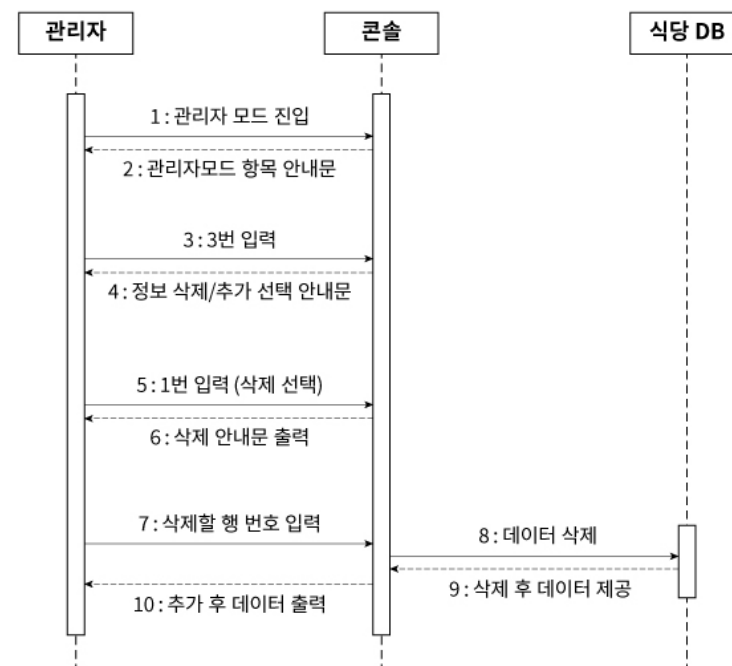 관리자
콘솔
식당 DB
1 : 관리자 모드 진입
2 : 관리자모드 항목 안내문
3 : 3번 입력
4 : 정보 삭제/추가 선택 안내문
5 : 1번 입력 (삭제 선택)
6 : 삭제 안내문 출력
7 : 삭제할 행 번호 입력
8 : 데이터 삭제
9 : 삭제 후 데이터 제공
10 : 추가 후 데이터 출력